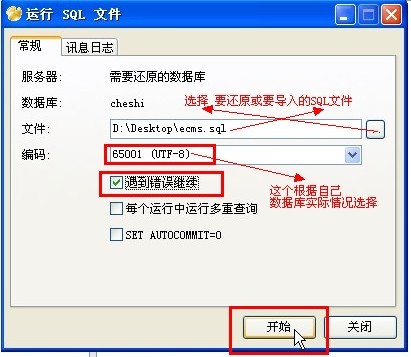 运行 SQL 文件
常规 讯息日志
服务器: 需要还原的数据库
数据库: cheshi
选择 要还原或要导入的SQL文件
文件: D:\Desktop\ecms.sql ...
编码: 65001 (UTF-8)
遇到错误继续
这个根据自己
数据库实际情况选择
每个运行中运行多重查询
SET AUTOCOMMIT=0
开始 关闭